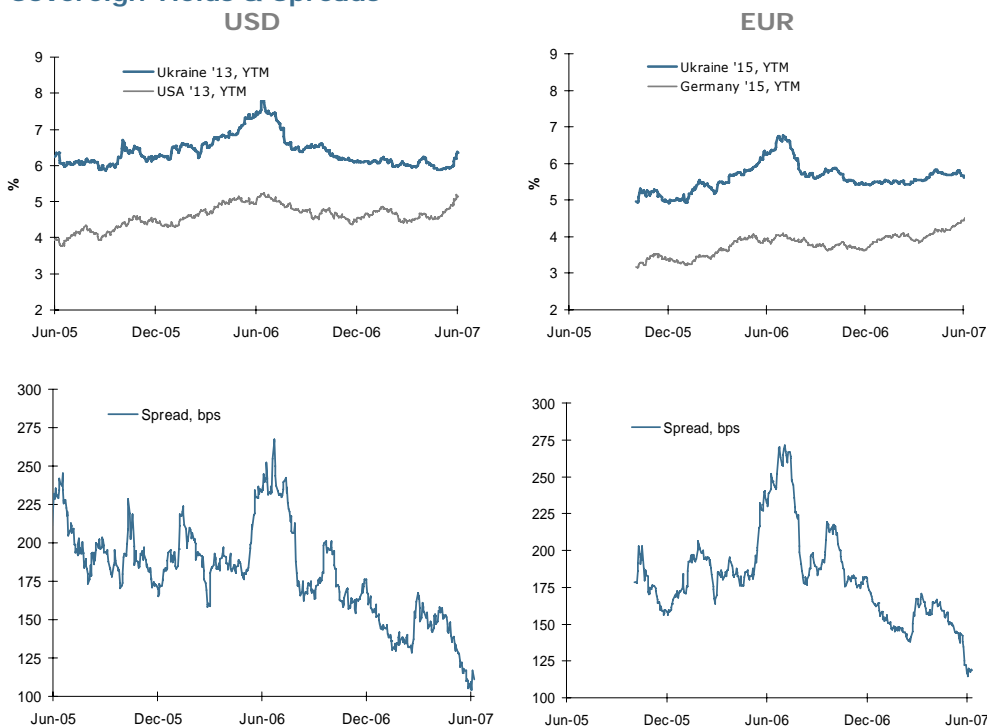 Sovereign Yields & Spreads
USD
EUR
9
8
7
6
5
4
3
2
%
Ukraine '13, YTM
USA '13, YTM
Jun-05 Dec-05 Jun-06 Dec-06 Jun-07
9
8
7
6
5
4
3
2
%
Ukraine '15, YTM
Germany '15, YTM
Jun-05 Dec-05 Jun-06 Dec-06 Jun-07
300
275
250
225
200
175
150
125
100
Spread, bps
Jun-05 Dec-05 Jun-06 Dec-06 Jun-07
300
275
250
225
200
175
150
125
100
Spread, bps
Jun-05 Dec-05 Jun-06 Dec-06 Jun-07